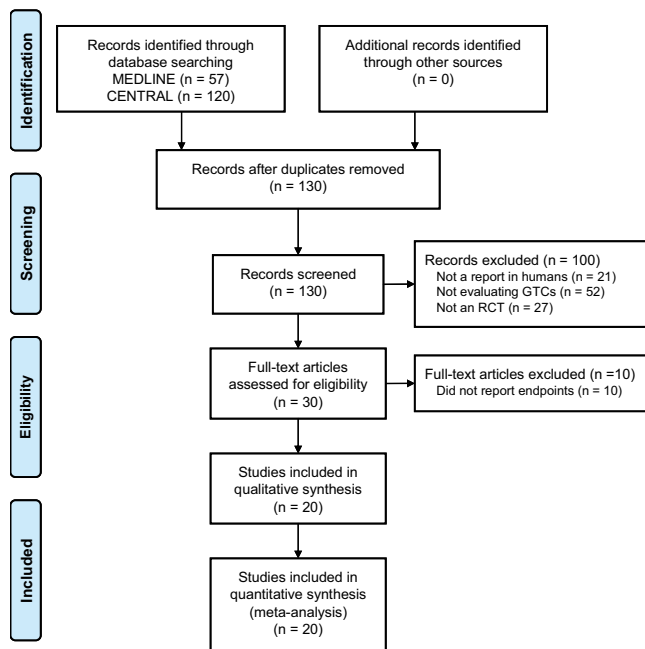 Identification
Records identified through
database searching
MEDLINE (n = 57)
CENTRAL (n = 120)
Additional records identified
through other sources
(n = 0)
Records after duplicates removed
(n = 130)
Screening
Records screened
(n = 130)
Records excluded (n = 100)
Not a report in humans (n = 21)
Not evaluating GTCs (n = 52)
Not an RCT (n = 27)
Eligibility
Full-text articles
assessed for eligibility
(n = 30)
Full-text articles excluded (n =10)
Did not report endpoints (n = 10)
Studies included in
qualitative synthesis
(n = 20)
Included
Studies included in
quantitative synthesis
(meta-analysis)
(n = 20)